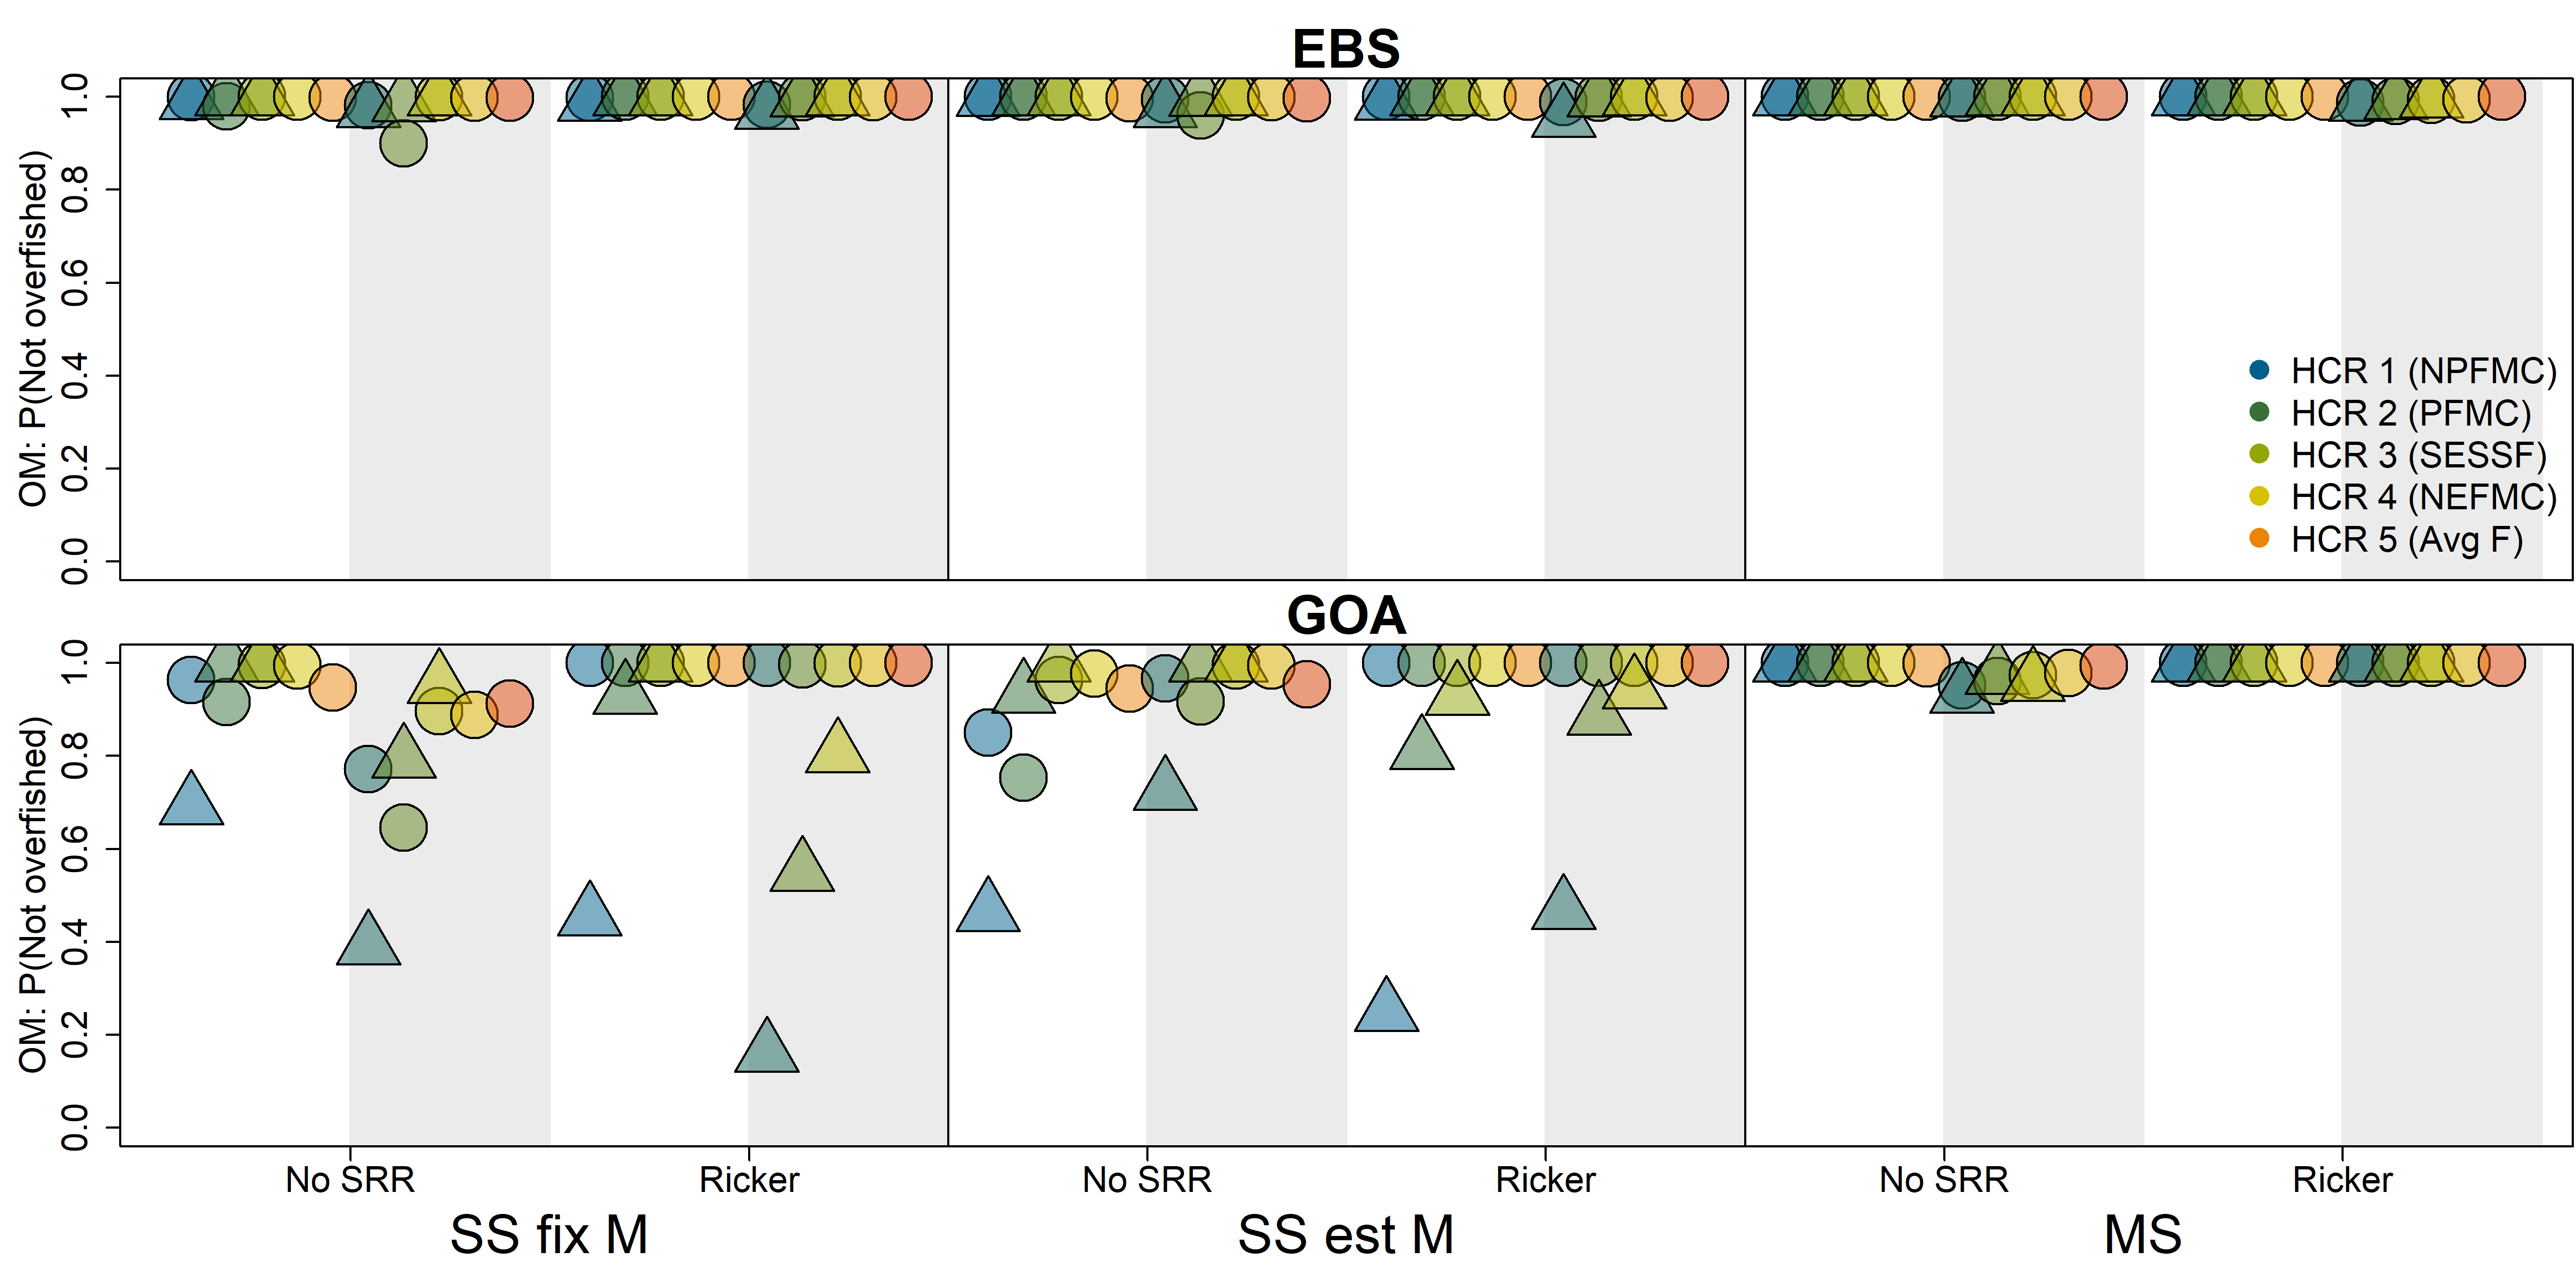 EBS
OM: P(Not overfished)
1.0
0.8
0.6
0.4
0.2
0.0
HCR 1 (NPFMC)
HCR 2 (PFMC)
HCR 3 (SESSF)
HCR 4 (NEFMC)
HCR 5 (Avg F)
GOA
OM: P(Not overfished)
1.0
0.8
0.6
0.4
0.2
0.0
No SRR Ricker No SRR Ricker No SRR Ricker
SS fix M SS est M MS